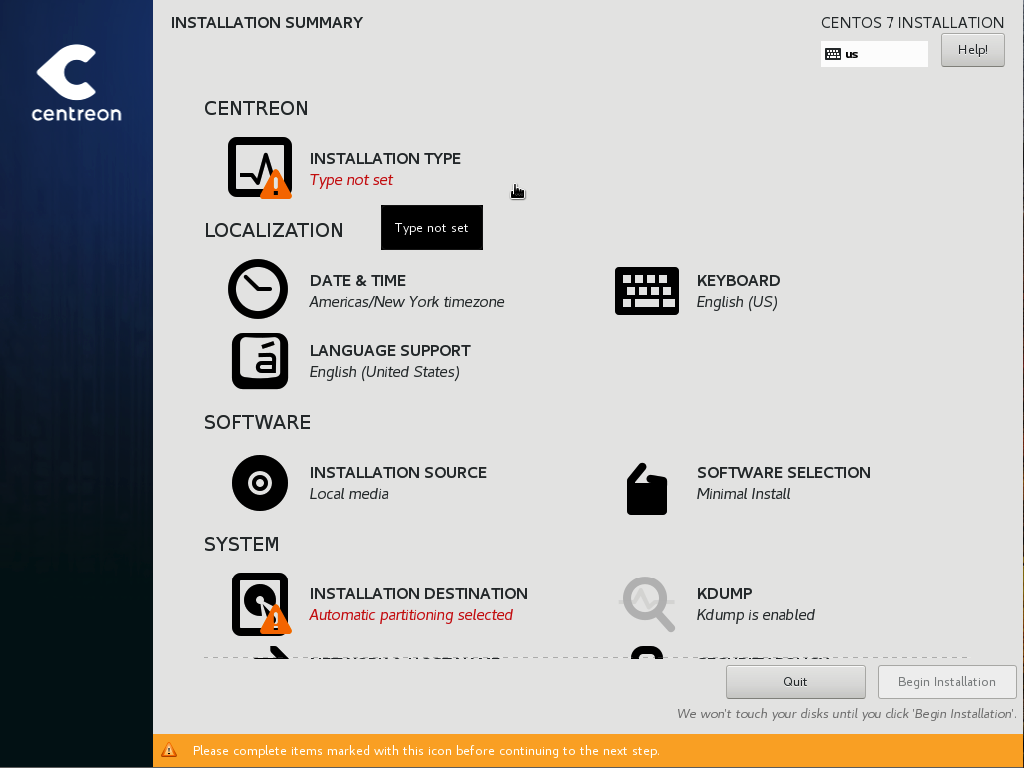 INSTALLATION SUMMARY
CENTOS 7 INSTALLATION
us
Help!
centreon
CENTREON
INSTALLATION TYPE
Type not set
LOCALIZATION
Type not set
DATE & TIME
Americas/New York timezone
KEYBOARD
English (US)
LANGUAGE SUPPORT
English (United States)
SOFTWARE
INSTALLATION SOURCE
Local media
SOFTWARE SELECTION
Minimal Install
SYSTEM
INSTALLATION DESTINATION
Automatic partitioning selected
KDUMP
Kdump is enabled
Quit
Begin Installation
We won't touch your disks until you click 'Begin Installation'.
Please complete items marked with this icon before continuing to the next step.